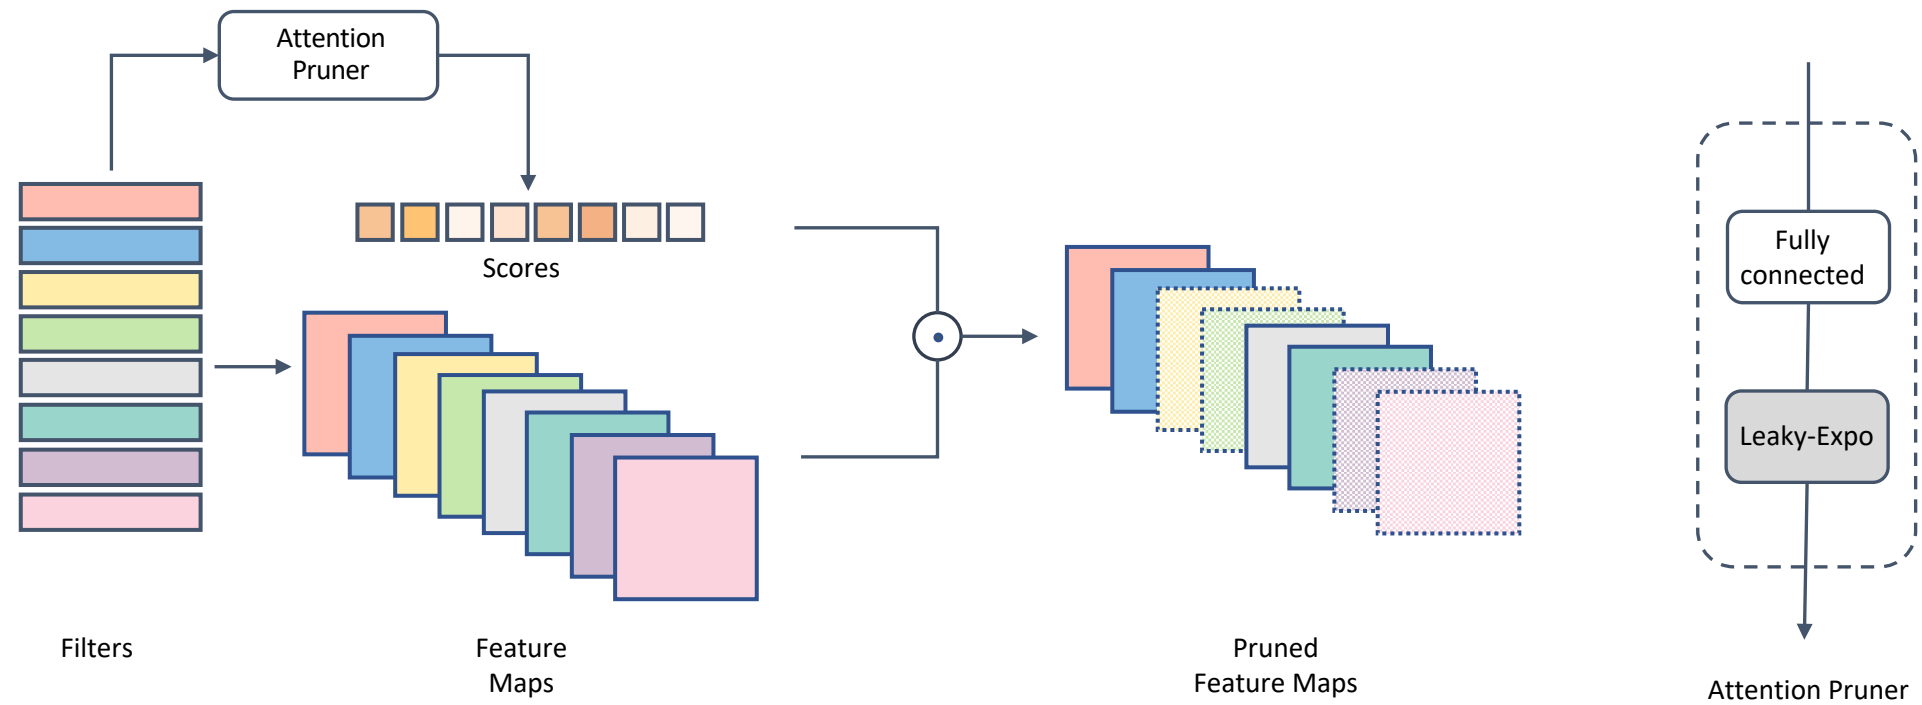 Attention
Pruner
Scores
Fully
connected
Leaky-Expo
Filters
Feature
Maps
Pruned
Feature Maps
Attention Pruner